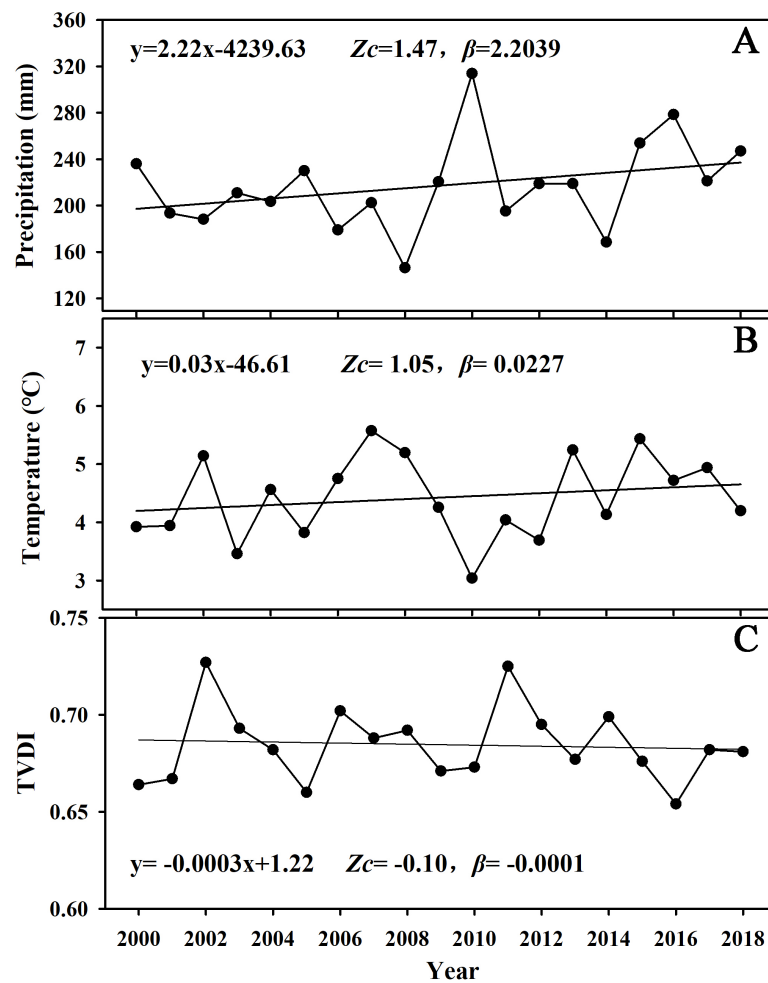 360
y=2.22x-4239.63 Zc=1.47, β=2.2039 A
320
280
240
200
160
120
Precipitation (mm)
B
7
y=0.03x-46.61 Zc= 1.05, β= 0.0227
6
5
4
3
Temperature (℃)
0.75
C
0.70
0.65
TVDI
y= -0.0003x+1.22 Zc= -0.10, β= -0.0001
0.60
2000 2002 2004 2006 2008 2010 2012 2014 2016 2018
Year